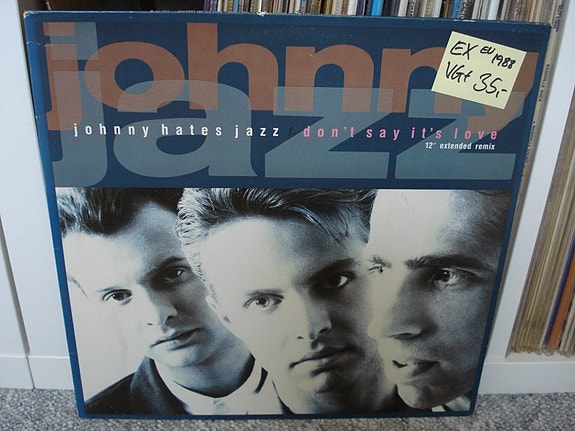 johnny
jazz
EX EU 1988
VG+ 35,-
johnny hates jazz / don't say it's love
12" extended remix